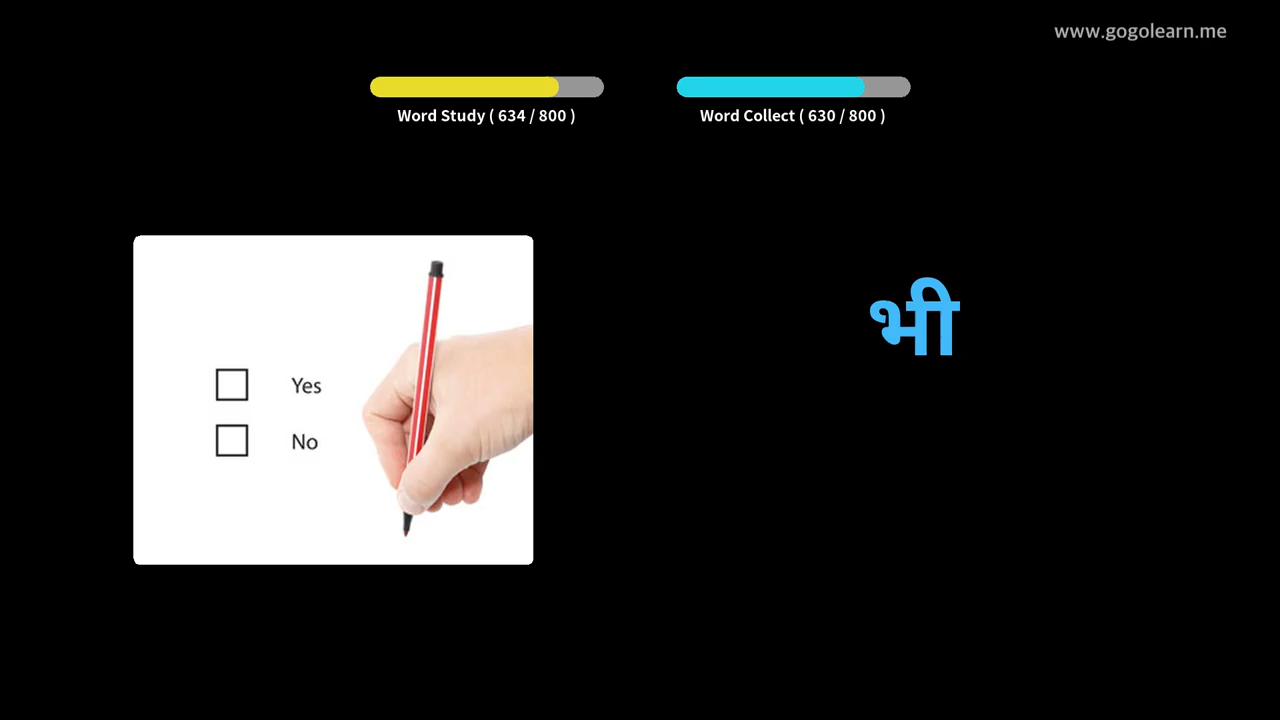 www.gogolearn.me
Word Study ( 634 / 800 )
Word Collect ( 630 / 800 )
Yes
No
भी